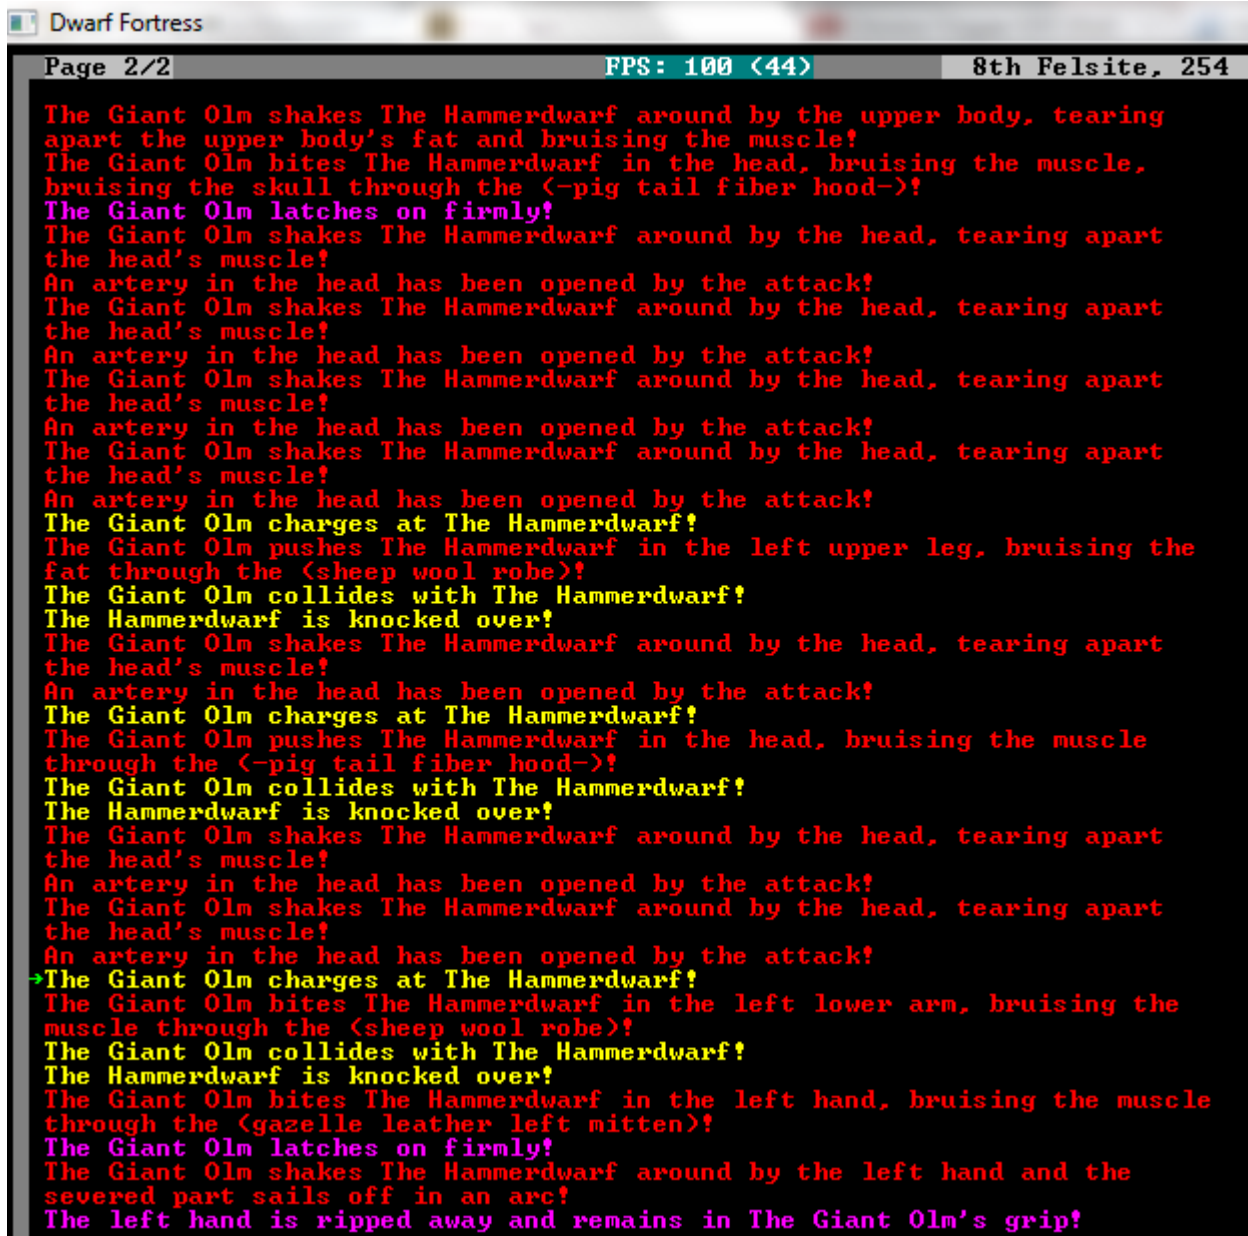 Dwarf Fortress
Page 2/2 FPS: 100 (44) 8th Felsite, 254
The Giant Olm shakes The Hammerdwarf around by the upper body, tearing
apart the upper body's fat and bruising the muscle!
The Giant Olm bites The Hammerdwarf in the head, bruising the muscle,
bruising the skull through the (-pig tail fiber hood-)!
The Giant Olm latches on firmly!
The Giant Olm shakes The Hammerdwarf around by the head, tearing apart
the head's muscle!
An artery in the head has been opened by the attack!
The Giant Olm shakes The Hammerdwarf around by the head, tearing apart
the head's muscle!
An artery in the head has been opened by the attack!
The Giant Olm shakes The Hammerdwarf around by the head, tearing apart
the head's muscle!
An artery in the head has been opened by the attack!
The Giant Olm shakes The Hammerdwarf around by the head, tearing apart
the head's muscle!
An artery in the head has been opened by the attack!
The Giant Olm charges at The Hammerdwarf!
The Giant Olm pushes The Hammerdwarf in the left upper leg, bruising the
fat through the (sheep wool robe)!
The Giant Olm collides with The Hammerdwarf!
The Hammerdwarf is knocked over!
The Giant Olm shakes The Hammerdwarf around by the head, tearing apart
the head's muscle!
An artery in the head has been opened by the attack!
The Giant Olm charges at The Hammerdwarf!
The Giant Olm pushes The Hammerdwarf in the head, bruising the muscle
through the (-pig tail fiber hood-)!
The Giant Olm collides with The Hammerdwarf!
The Hammerdwarf is knocked over!
The Giant Olm shakes The Hammerdwarf around by the head, tearing apart
the head's muscle!
An artery in the head has been opened by the attack!
The Giant Olm shakes The Hammerdwarf around by the head, tearing apart
the head's muscle!
An artery in the head has been opened by the attack!
→The Giant Olm charges at The Hammerdwarf!
The Giant Olm bites The Hammerdwarf in the left lower arm, bruising the
muscle through the (sheep wool robe)!
The Giant Olm collides with The Hammerdwarf!
The Hammerdwarf is knocked over!
The Giant Olm bites The Hammerdwarf in the left hand, bruising the muscle
through the (gazelle leather left mitten)!
The Giant Olm latches on firmly!
The Giant Olm shakes The Hammerdwarf around by the left hand and the
severed part sails off in an arc!
The left hand is ripped away and remains in The Giant Olm's grip!